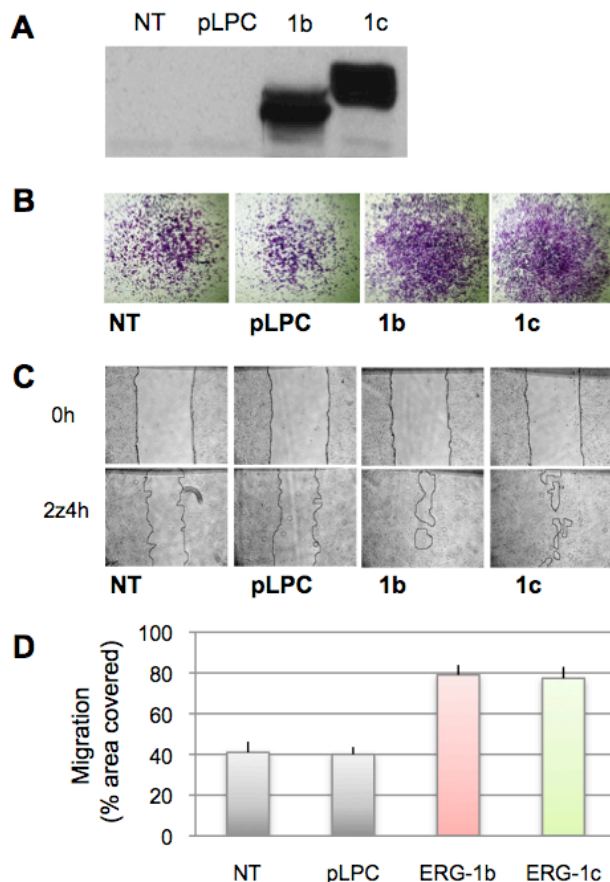 A
NT pLPC 1b 1c
B
NT pLPC 1b 1c
C
0h
2z4h
NT pLPC 1b 1c
D
Migration
(% area covered)
100
80
60
40
20
0
NT pLPC ERG-1b ERG-1c